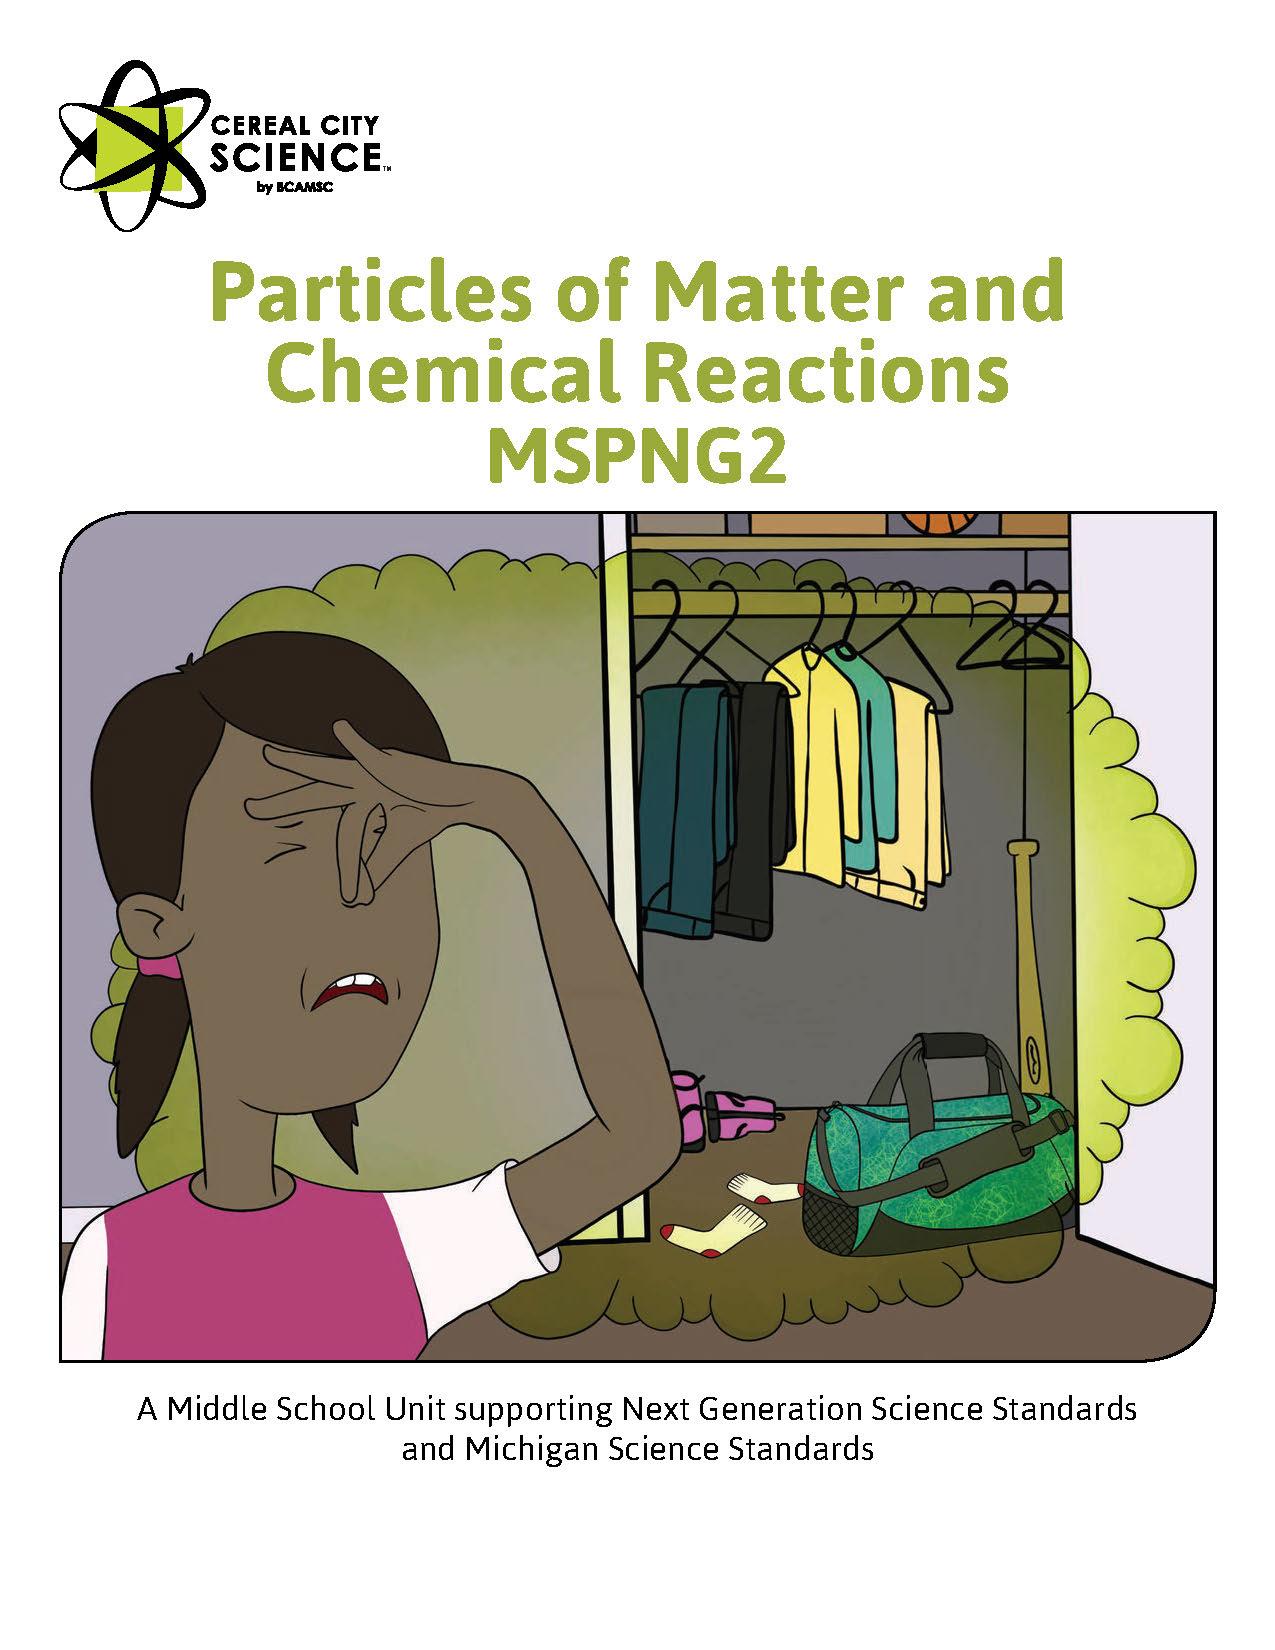 CEREAL CITY
SCIENCE™
by BCAMSC
Particles of Matter and
Chemical Reactions
MSPNG2
A Middle School Unit supporting Next Generation Science Standards
and Michigan Science Standards